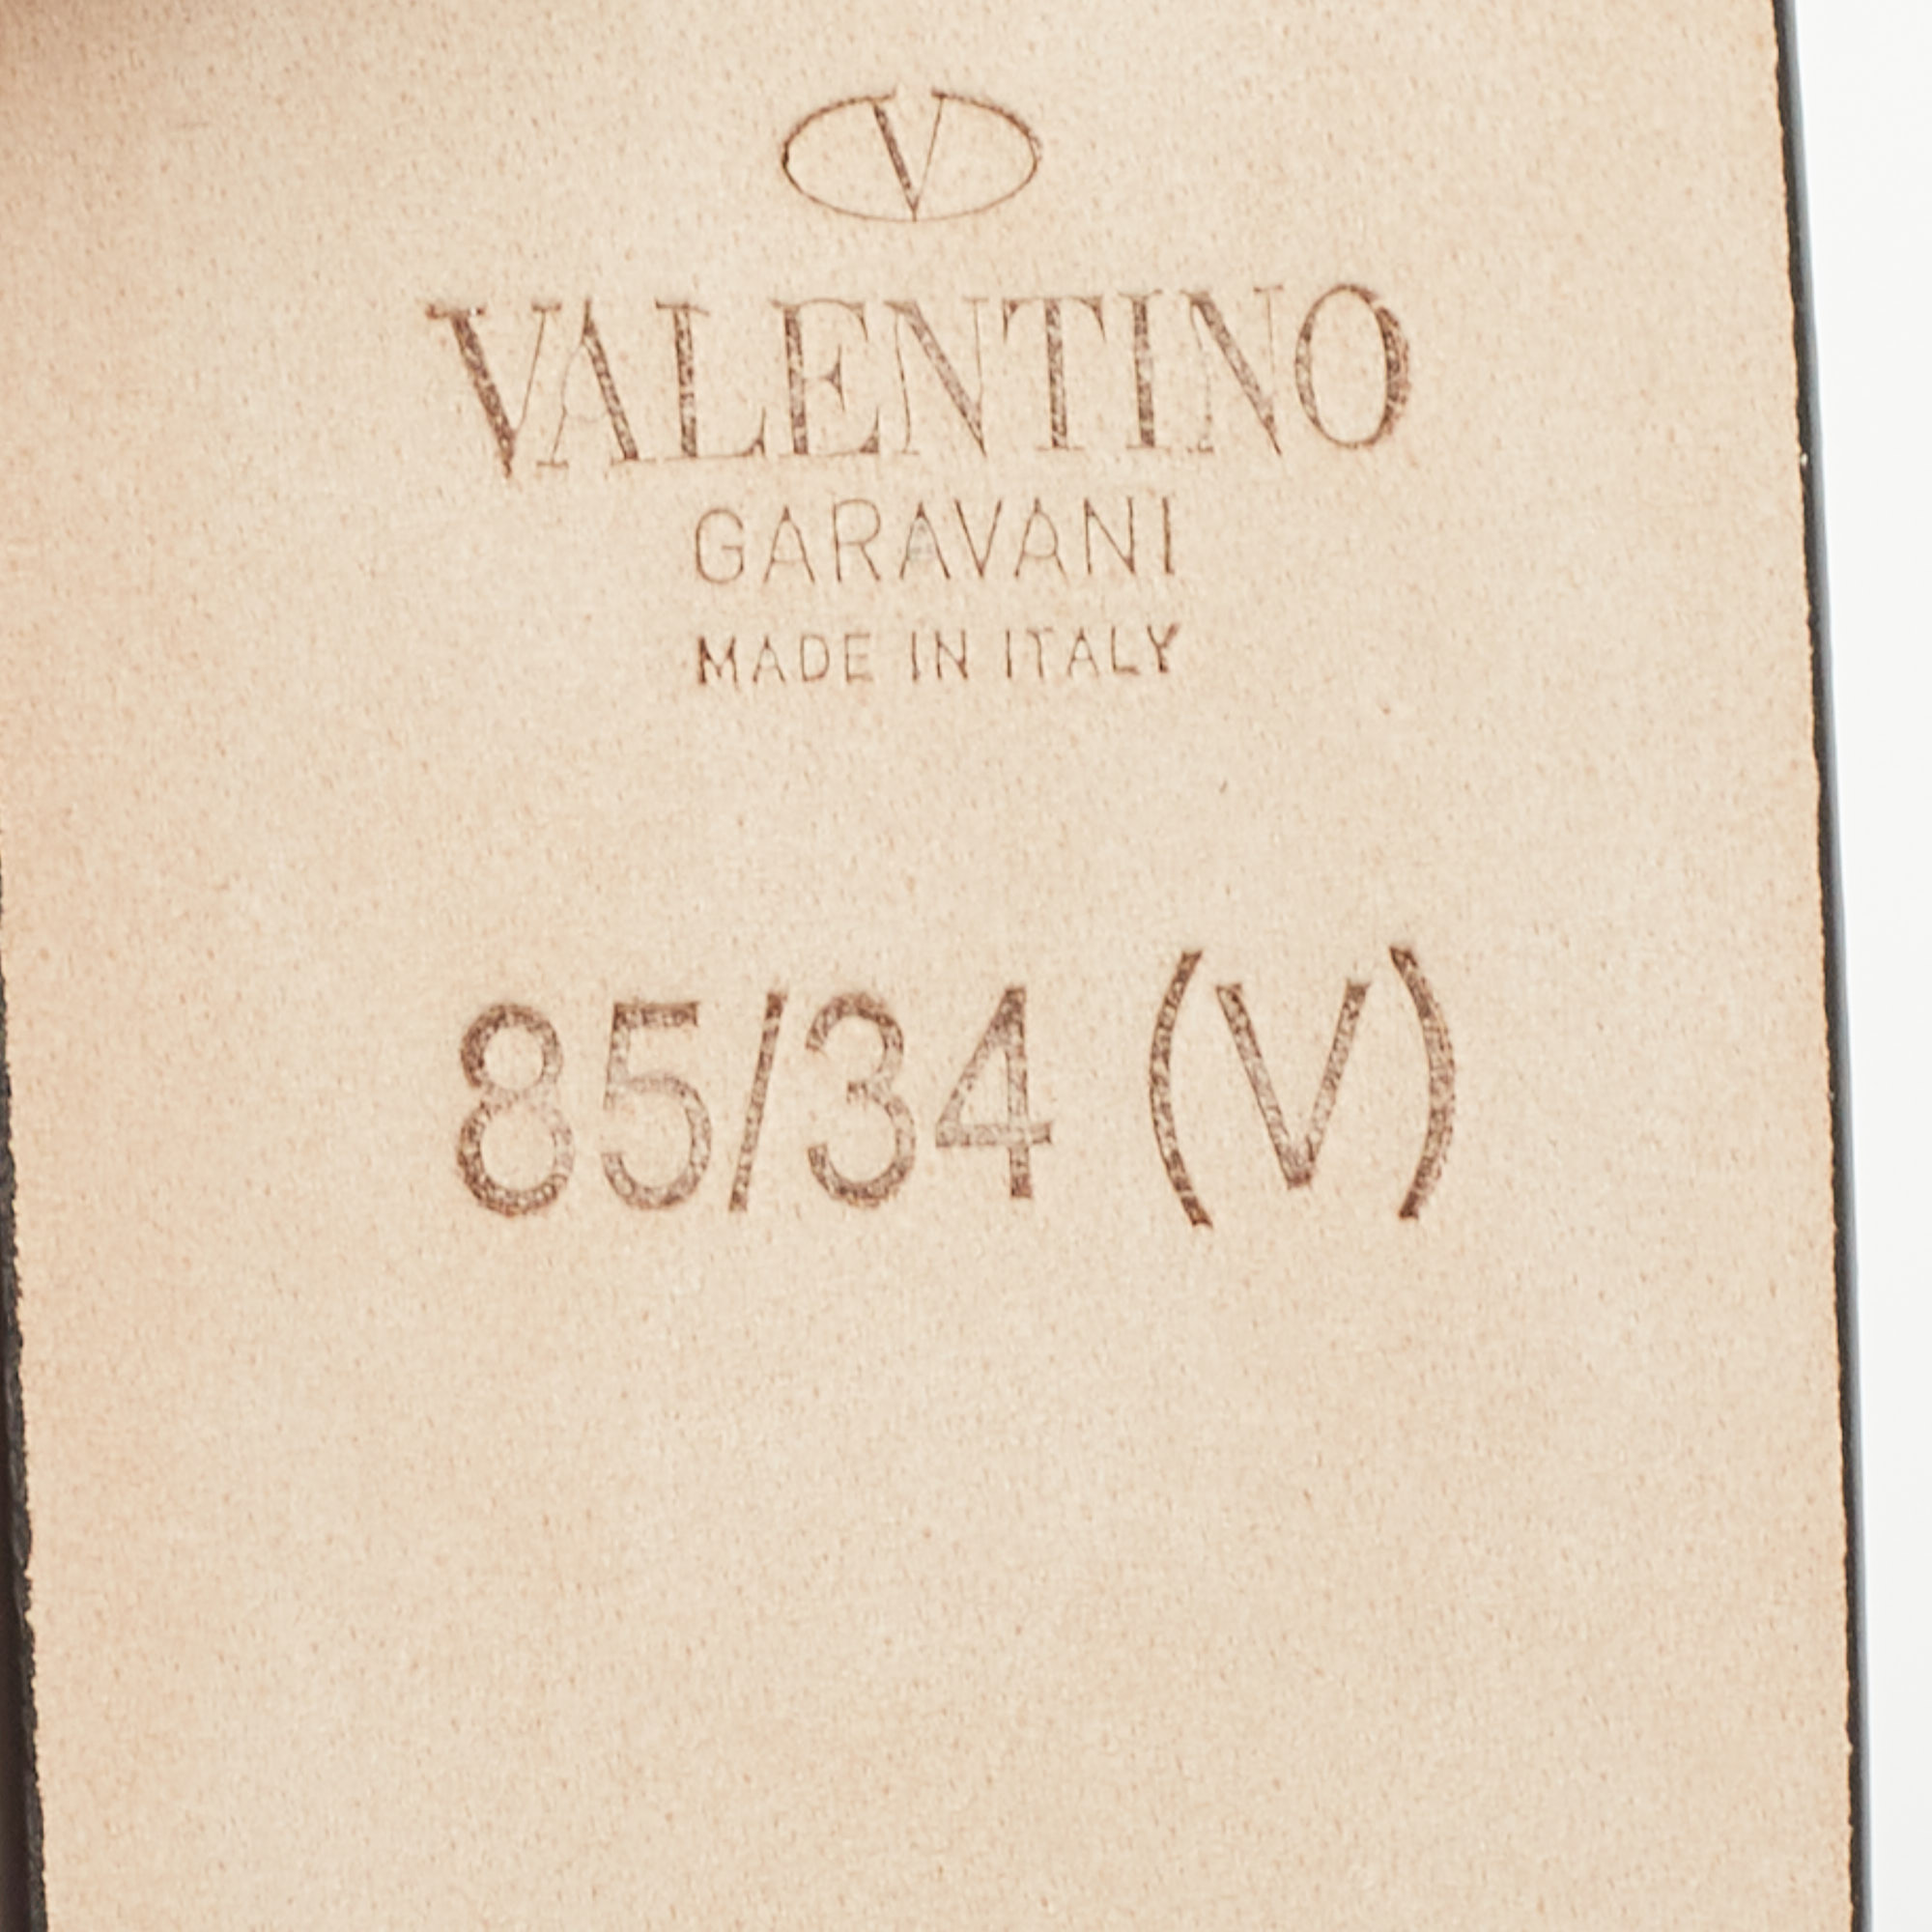 V
VALENTINO
GARAVANI
MADE IN ITALY
85/34 (V)